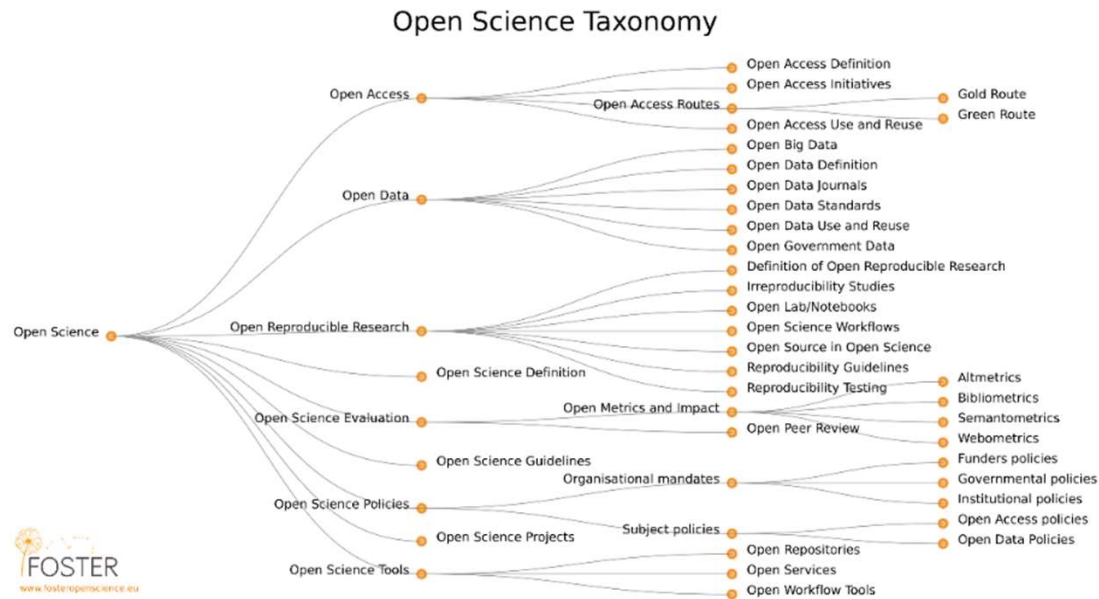 Open Science Taxonomy
Open Science
Open Access
Open Access Definition
Open Access Initiatives
Open Access Routes
Gold Route
Green Route
Open Access Use and Reuse
Open Data
Open Big Data
Open Data Definition
Open Data Journals
Open Data Standards
Open Data Use and Reuse
Open Government Data
Open Reproducible Research
Definition of Open Reproducible Research
Irreproducibility Studies
Open Lab/Notebooks
Open Science Workflows
Open Source in Open Science
Reproducibility Guidelines
Reproducibility Testing
Open Science Definition
Open Science Evaluation
Open Metrics and Impact
Altmetrics
Bibliometrics
Semantometrics
Webometrics
Open Peer Review
Open Science Guidelines
Open Science Policies
Organisational mandates
Funders policies
Governmental policies
Institutional policies
Subject policies
Open Access policies
Open Data Policies
Open Science Projects
Open Science Tools
Open Repositories
Open Services
Open Workflow Tools
FOSTER
www.fosteropenscience.eu